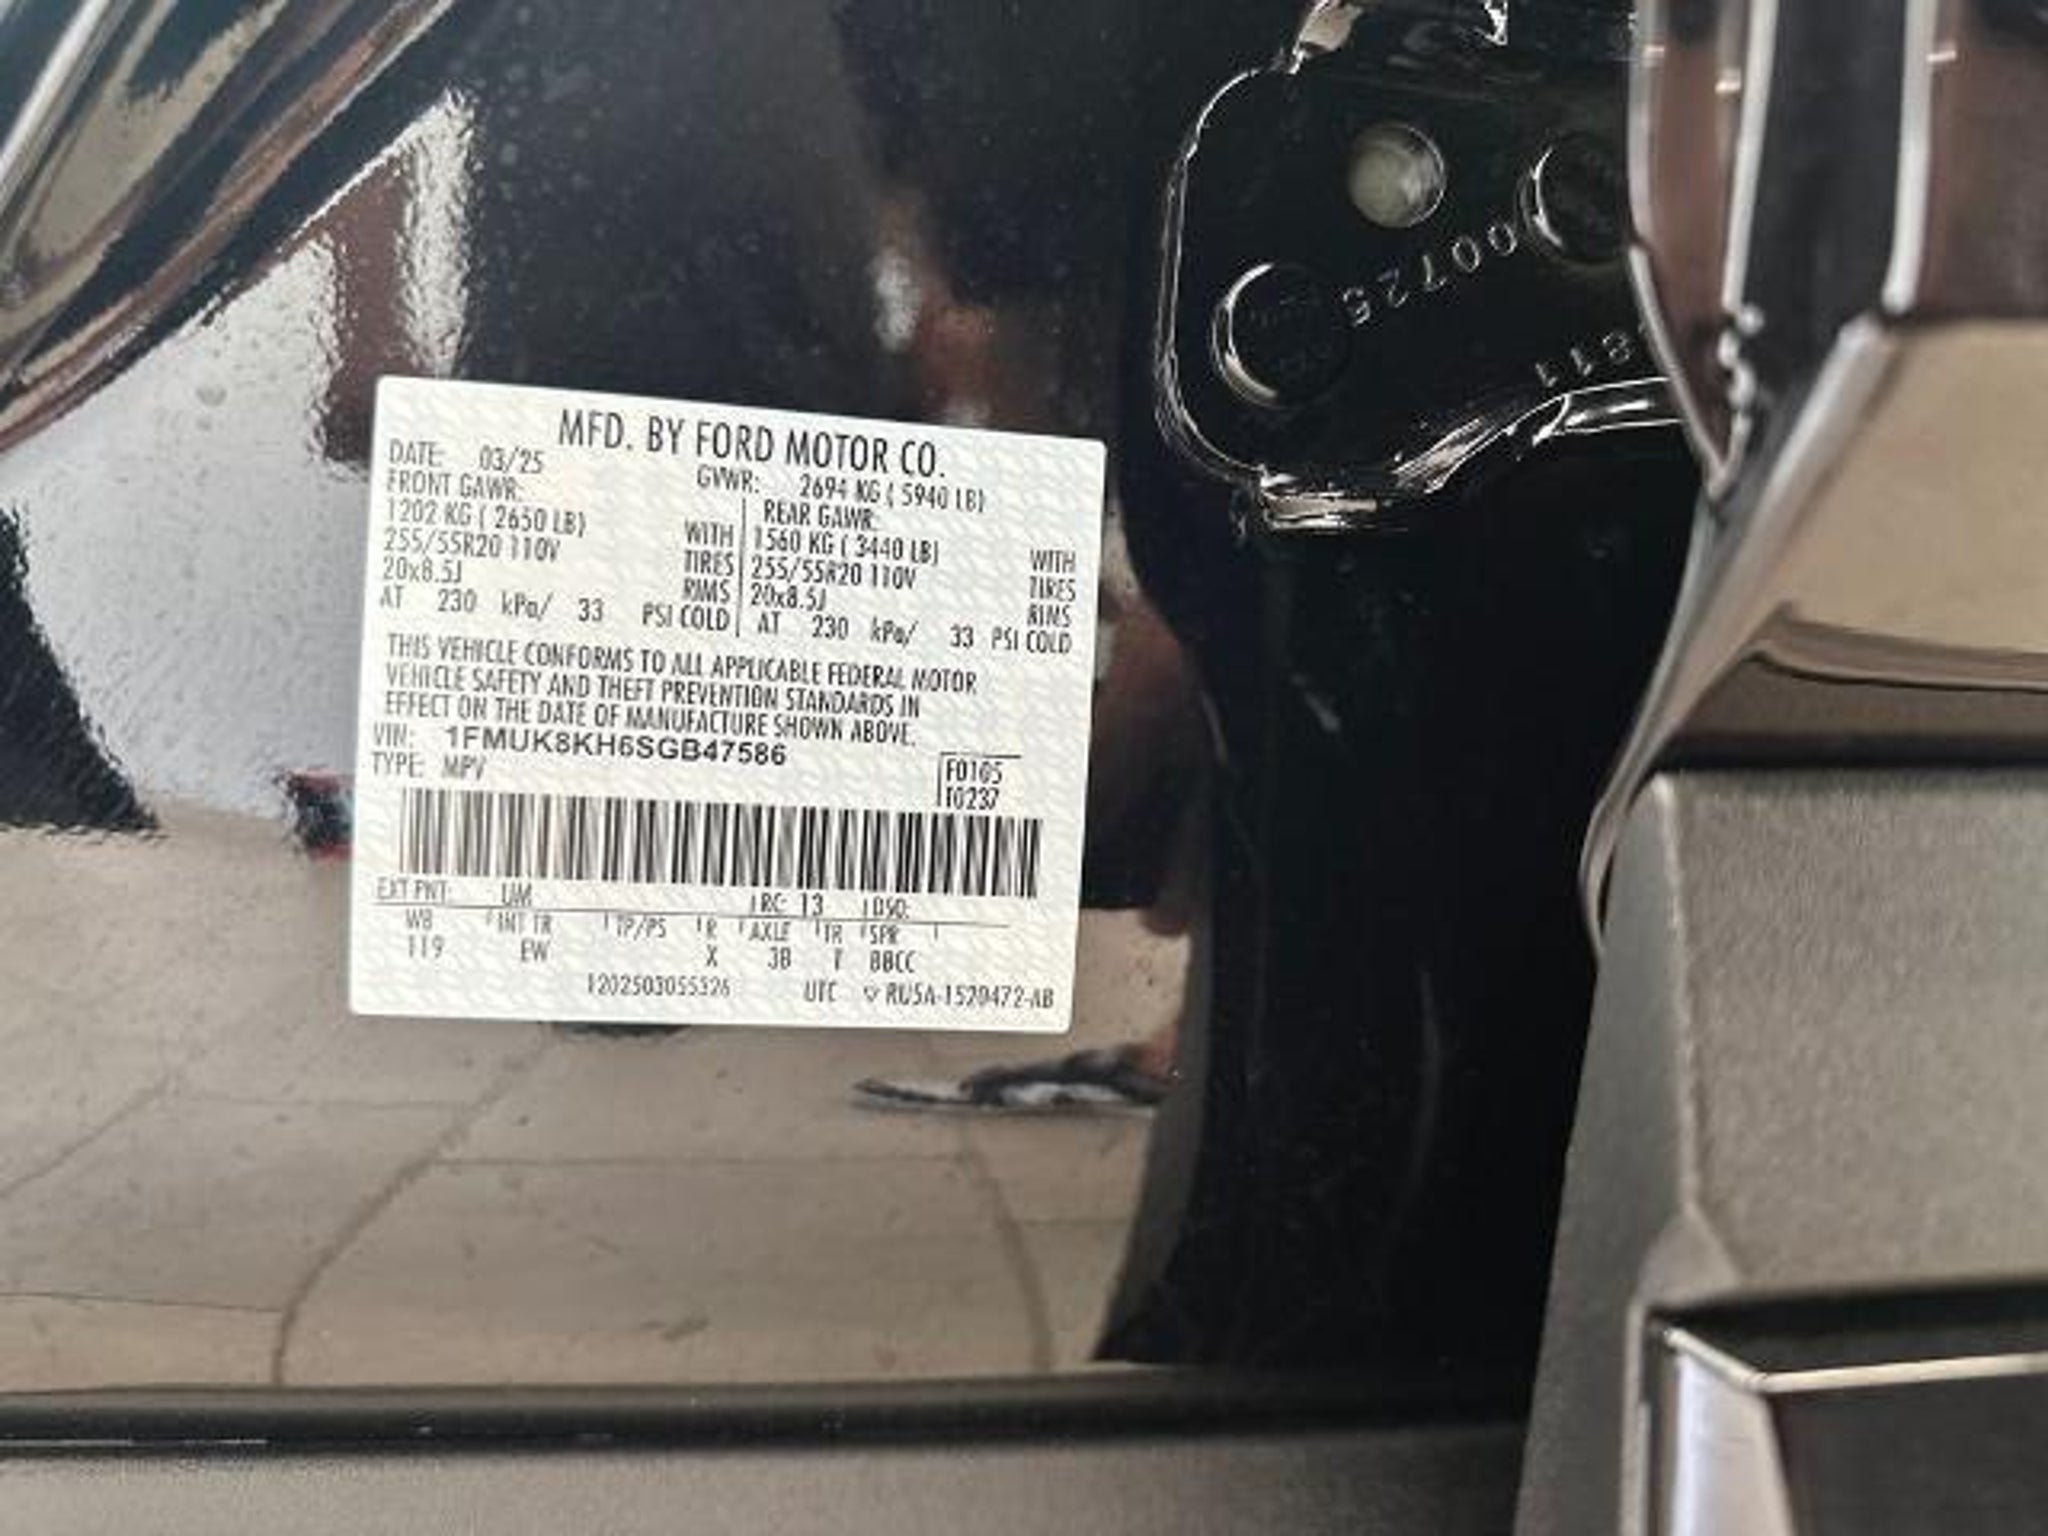 MFD. BY FORD MOTOR CO.
DATE: 03/25 GVWR: 2694 KG ( 5940 LB)
FRONT GAWR: REAR GAWR:
1202 KG ( 2650 LB) WITH 1560 KG ( 3440 LB) WITH
255/55R20 110V TIRES 255/55R20 110V TIRES
20x8.5J RIMS 20x8.5J RIMS
AT 230 kPa/ 33 PSI COLD AT 230 kPa/ 33 PSI COLD
THIS VEHICLE CONFORMS TO ALL APPLICABLE FEDERAL MOTOR
VEHICLE SAFETY AND THEFT PREVENTION STANDARDS IN
EFFECT ON THE DATE OF MANUFACTURE SHOWN ABOVE.
VIN: 1FMUK8KH6SGB47586
TYPE: MPV
F0105
T0237
EXT PNT: UM RC: 13 DSO:
WB INT TR TP/PS R AXLE TR SPR
119 EW X 3B T BBCC
1202503055326 UTC RU5A-1520472-AB
00725
811